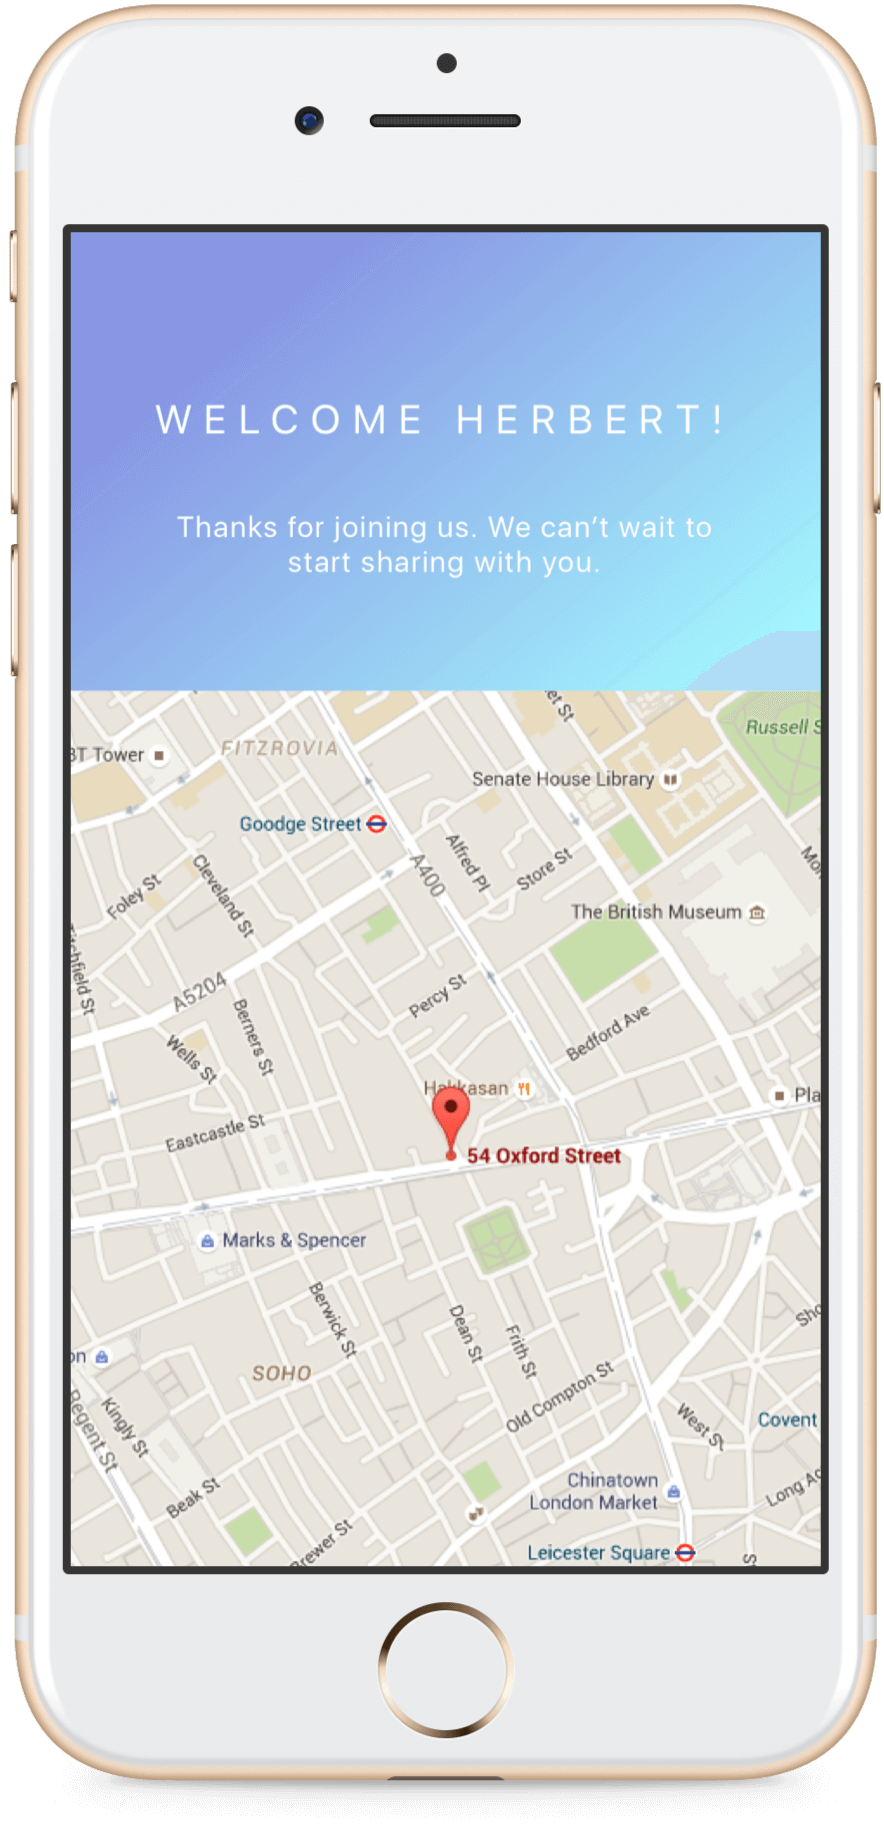 WELCOME HERBERT!
Thanks for joining us. We can’t wait to
start sharing with you.
et St
Russell S
BT Tower
FITZROVIA
Senate House Library
Goodge Street
Alfred Pl
Store St
A400
Cleveland St
Foley St
The British Museum
Titchfield St
A5204
Percy St
Berners St
Bedford Ave
Wells St
Hakkasan
Pla
Eastcastle St
54 Oxford Street
Marks & Spencer
Berwick St
Dean St
Frith St
Sho
on
SOHO
Old Compton St
Kingly St
Regent St
West St
Covent
Chinatown
London Market
Long Ac
Beak St
Brewer St
Leicester Square
S